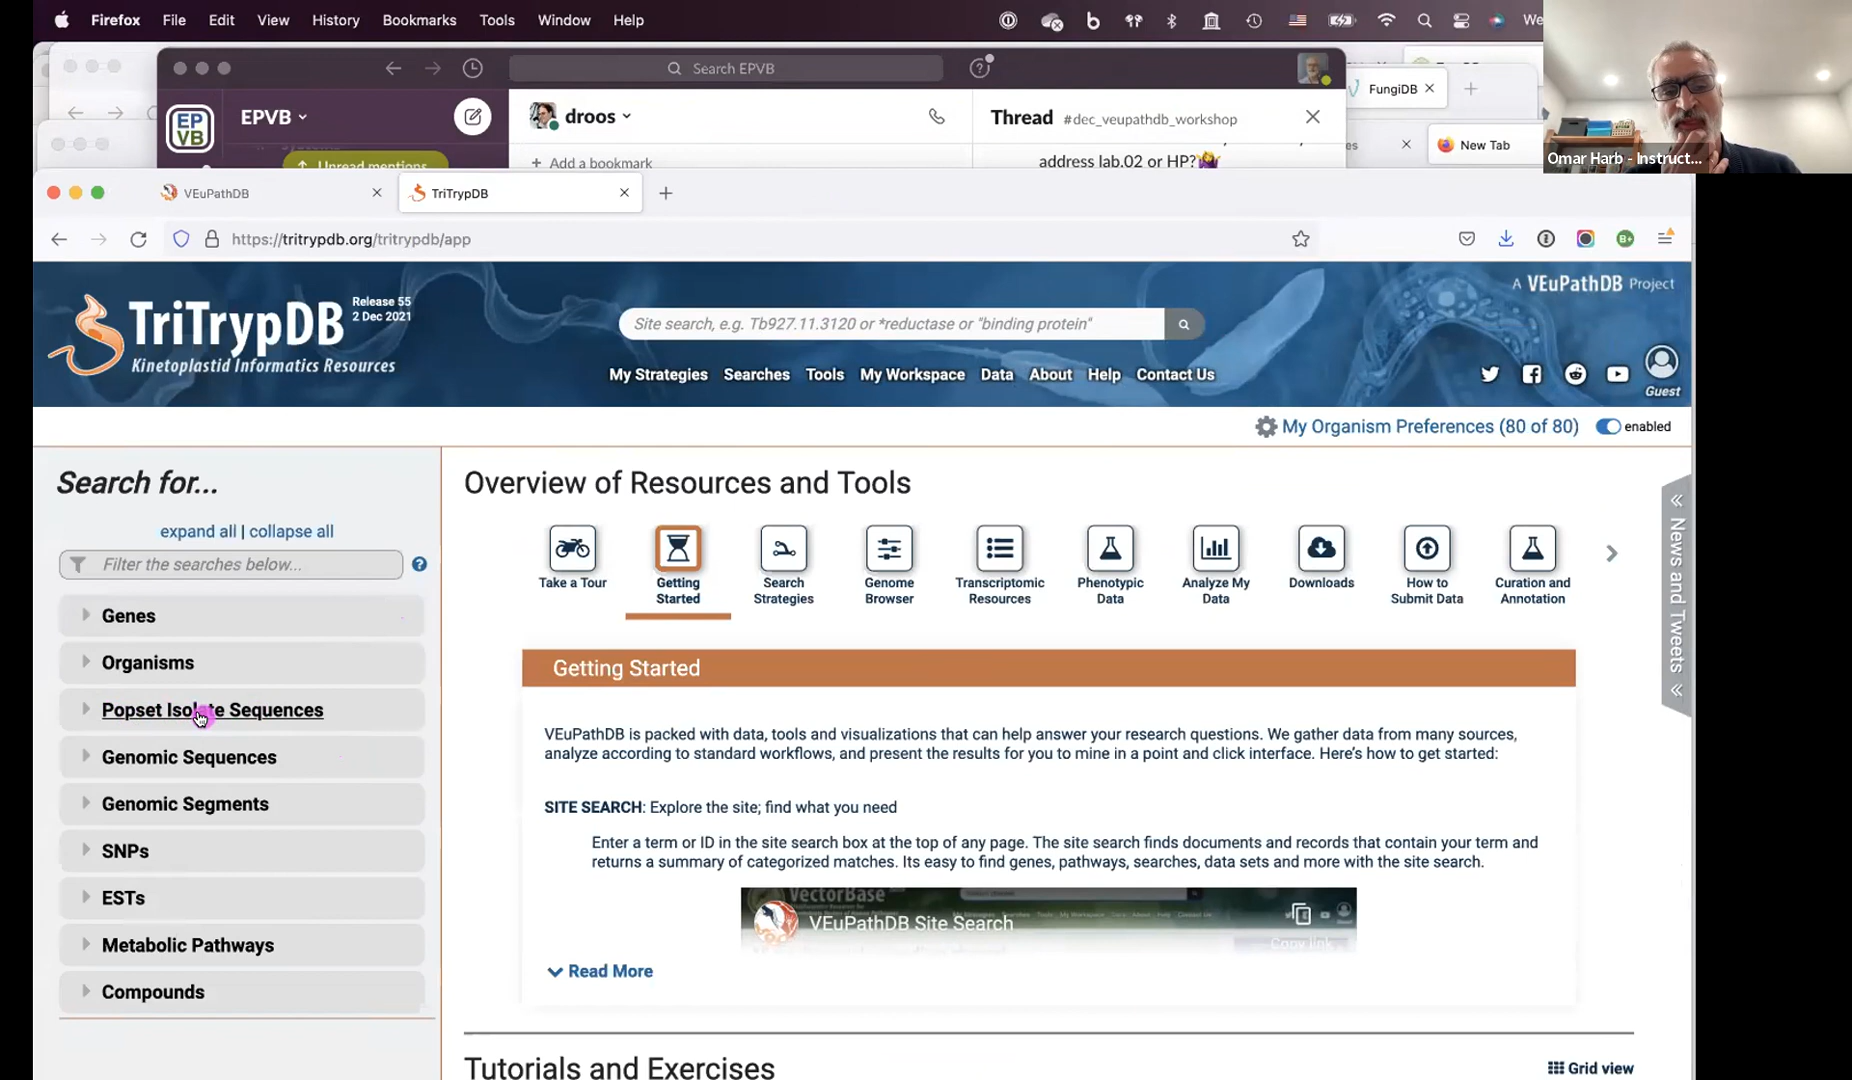 Firefox File Edit View History Bookmarks Tools Window Help
We
Search EPVB
EPVB
droos
Thread #dec_veupathdb_workshop
FungiDB
EP
VB
Unread mentions
Add a bookmark
address lab.02 or HP?
New Tab
Omar Harb - Instruct...
VEuPathDB
TriTrypDB
https://tritrypdb.org/tritrypdb/app
TriTrypDB
Release 55
2 Dec 2021
Kinetoplastid Informatics Resources
Site search, e.g. Tb927.11.3120 or *reductase or "binding protein"
A VEuPathDB Project
My Strategies Searches Tools My Workspace Data About Help Contact Us
Guest
My Organism Preferences (80 of 80) enabled
Search for...
expand all | collapse all
Filter the searches below...
Genes
Organisms
Popset Isolate Sequences
Genomic Sequences
Genomic Segments
SNPs
ESTs
Metabolic Pathways
Compounds
Overview of Resources and Tools
Take a Tour
Getting Started
Search Strategies
Genome Browser
Transcriptomic Resources
Phenotypic Data
Analyze My Data
Downloads
How to Submit Data
Curation and Annotation
News and Tweets
Getting Started
VEuPathDB is packed with data, tools and visualizations that can help answer your research questions. We gather data from many sources,
analyze according to standard workflows, and present the results for you to mine in a point and click interface. Here's how to get started:
SITE SEARCH: Explore the site; find what you need
Enter a term or ID in the site search box at the top of any page. The site search finds documents and records that contain your term and
returns a summary of categorized matches. Its easy to find genes, pathways, searches, data sets and more with the site search.
VectorBase
VEuPathDB Site Search
Copy link
Read More
Tutorials and Exercises
Grid view